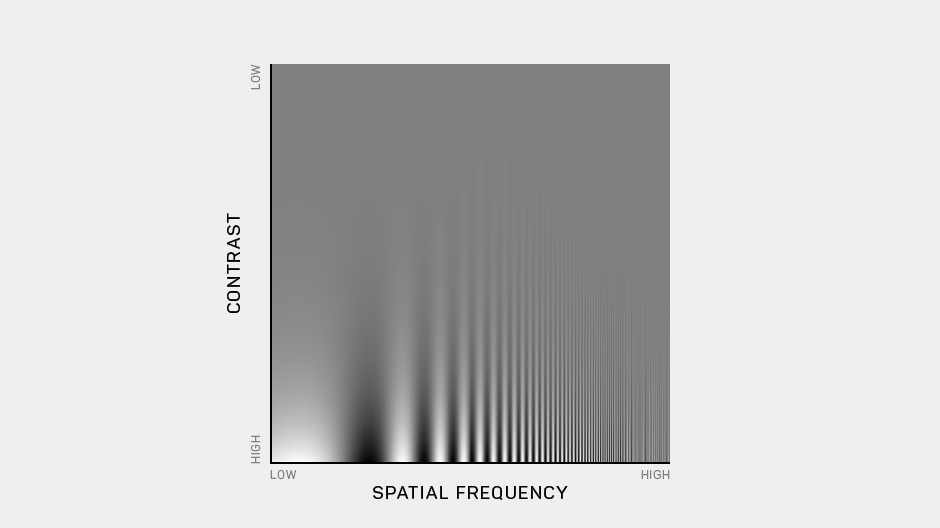 LOW
CONTRAST
HIGH
LOW
HIGH
SPATIAL FREQUENCY